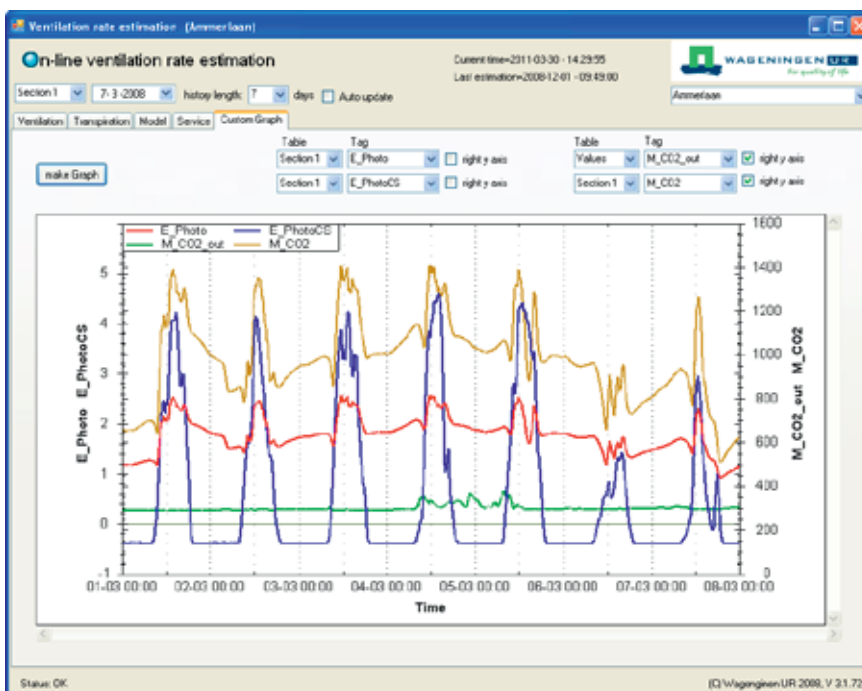 Ventilation rate estimation (Ammerlaan)
On-line ventilation rate estimation
Current time=2011-03-30 - 14:29:55
Last estimation=2008-12-01 - 09:49:00
WAGENINGEN UR
For quality of life
Section 1 7- 3 -2008 history length: 7 days Auto update
Ammerlaan
Ventilation Transpiration Model Service Custom Graph
Table Tag Table Tag
Section 1 E_Photo right y axis Values M_CO2_out right y axis
make Graph
Section 1 E_PhotoCS right y axis Section 1 M_CO2 right y axis
E_Photo E_PhotoCS
M_CO2_out M_CO2
5
4
3
2
1
0
-1
E_Photo E_PhotoCS
1600
1400
1200
1000
800
600
400
200
0
M_CO2_out M_CO2
01-03 00:00 02-03 00:00 03-03 00:00 04-03 00:00 05-03 00:00 06-03 00:00 07-03 00:00 08-03 00:00
Time
Status: OK
(C) Wageningen UR 2008, V 3.1.72